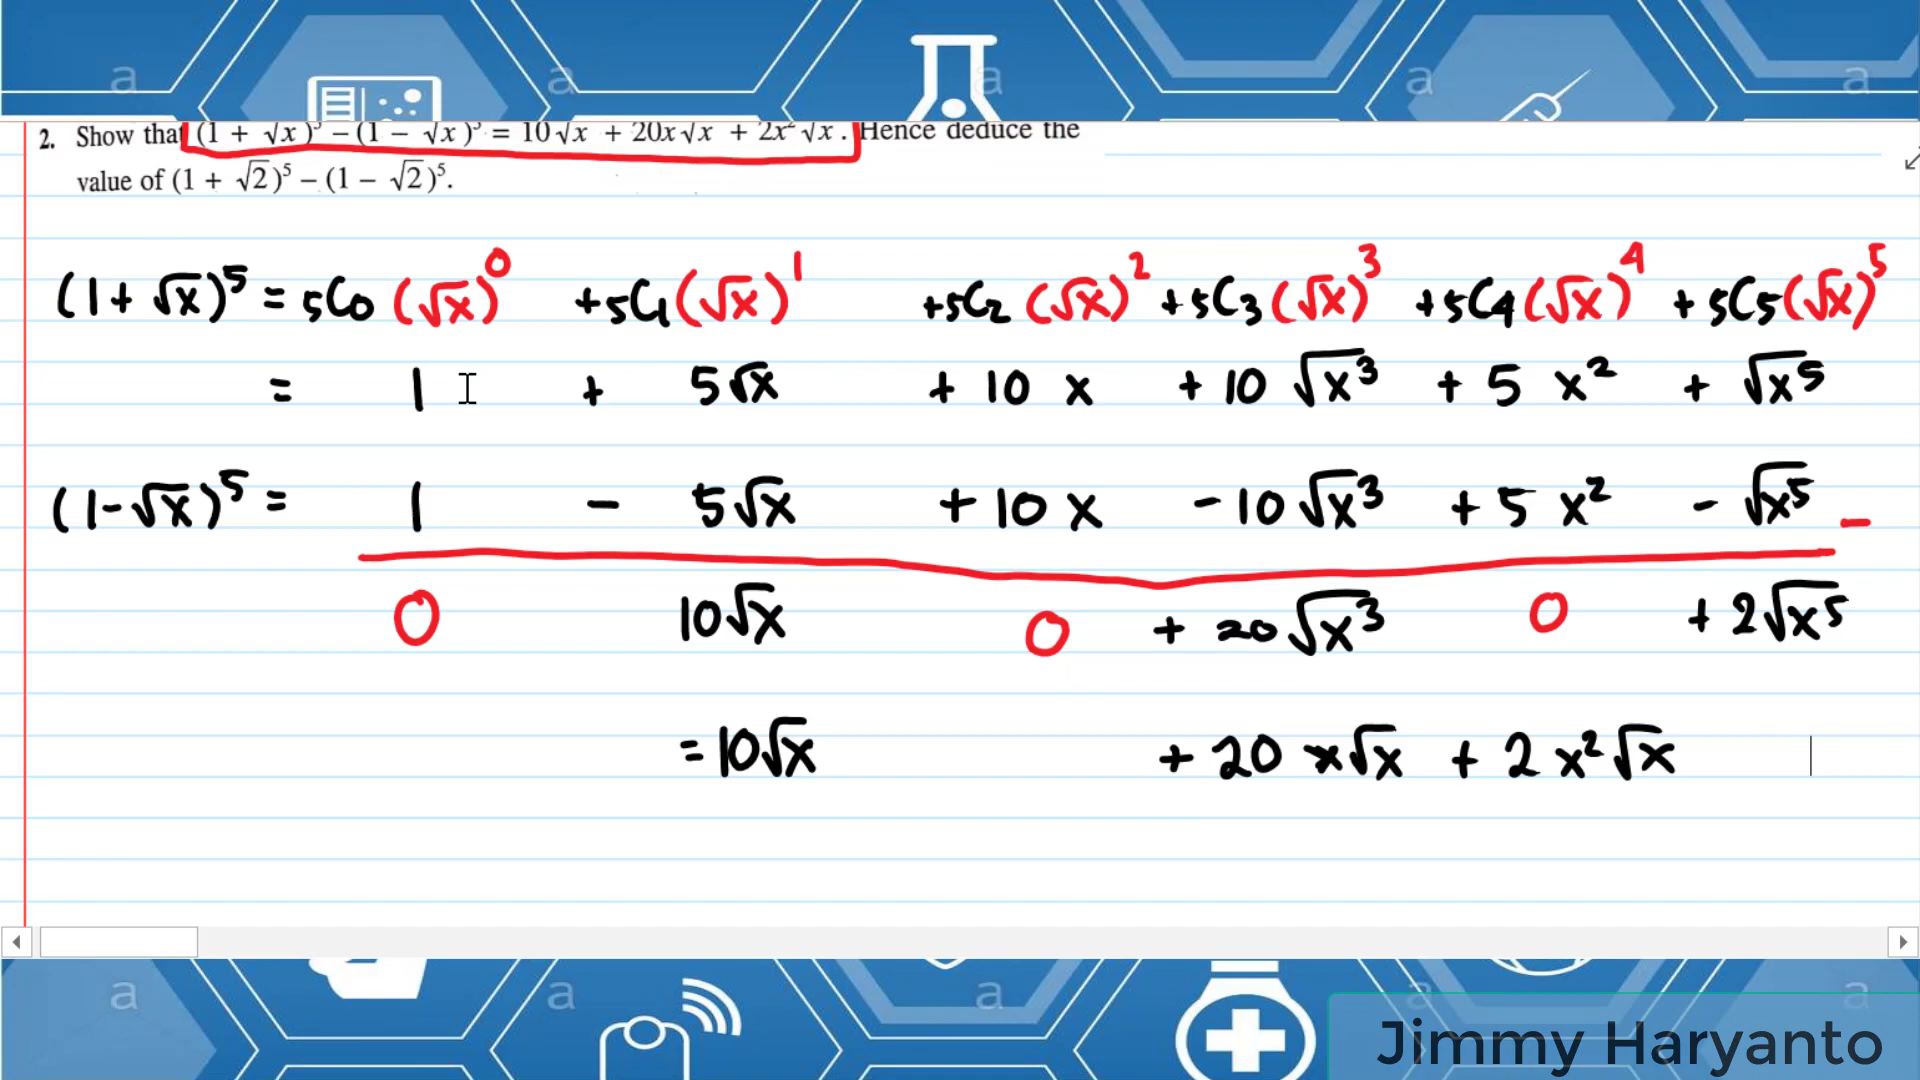 2. Show that (1 + √x)⁵ − (1 − √x)⁵ = 10√x + 20x√x + 2x²√x. Hence deduce the
value of (1 + √2)⁵ − (1 − √2)⁵.
(1+√x)⁵ = 5C0 (√x)⁰ + 5C1 (√x)¹ + 5C2 (√x)² + 5C3 (√x)³ + 5C4 (√x)⁴ + 5C5 (√x)⁵
= 1 + 5√x + 10 x + 10 √x³ + 5 x² + √x⁵
(1-√x)⁵ = 1 - 5√x + 10 x - 10√x³ + 5 x² - √x⁵ -
0 10√x 0 + 20√x³ 0 + 2√x⁵
= 10√x + 20 x√x + 2 x²√x
Jimmy Haryanto